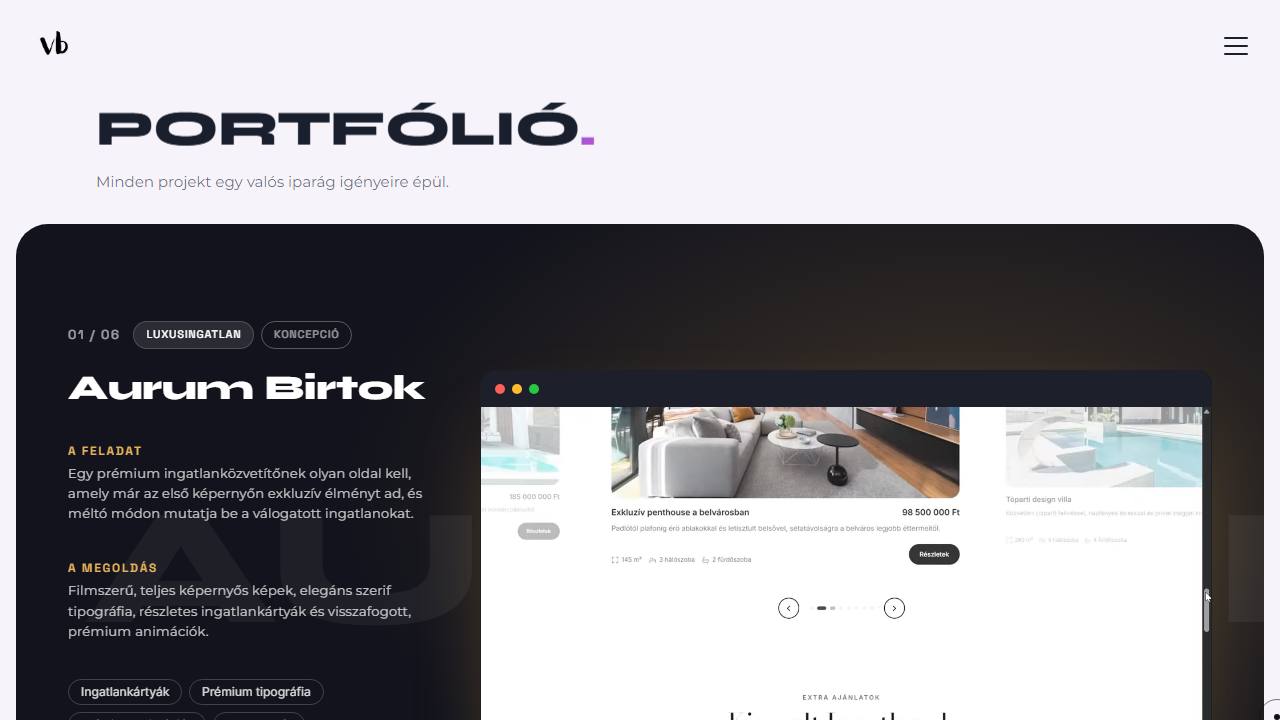 vb
PORTFÓLIÓ.
Minden projekt egy valós iparág igényeire épül.
01 / 06
LUXUSINGATLAN
KONCEPCIÓ
Aurum Birtok
A FELADAT
Egy prémium ingatlanközvetítőnek olyan oldal kell,
amely már az első képernyőn exkluzív élményt ad, és
méltó módon mutatja be a válogatott ingatlanokat.
A MEGOLDÁS
Filmszerű, teljes képernyős képek, elegáns szerif
tipográfia, részletes ingatlankártyák és visszafogott,
prémium animációk.
Ingatlankártyák
Prémium tipográfia
AU
185 000 000 Ft
Részletek
Exkluzív penthouse a belvárosban
98 500 000 Ft
Padlótól plafonig érő ablakokkal és letisztult belsővel, sétatávolságra a belváros legjobb éttermeitől.
145 m²
3 hálószoba
2 fürdőszoba
Részletek
Tóparti design villa
EXTRA AJÁNLATOK